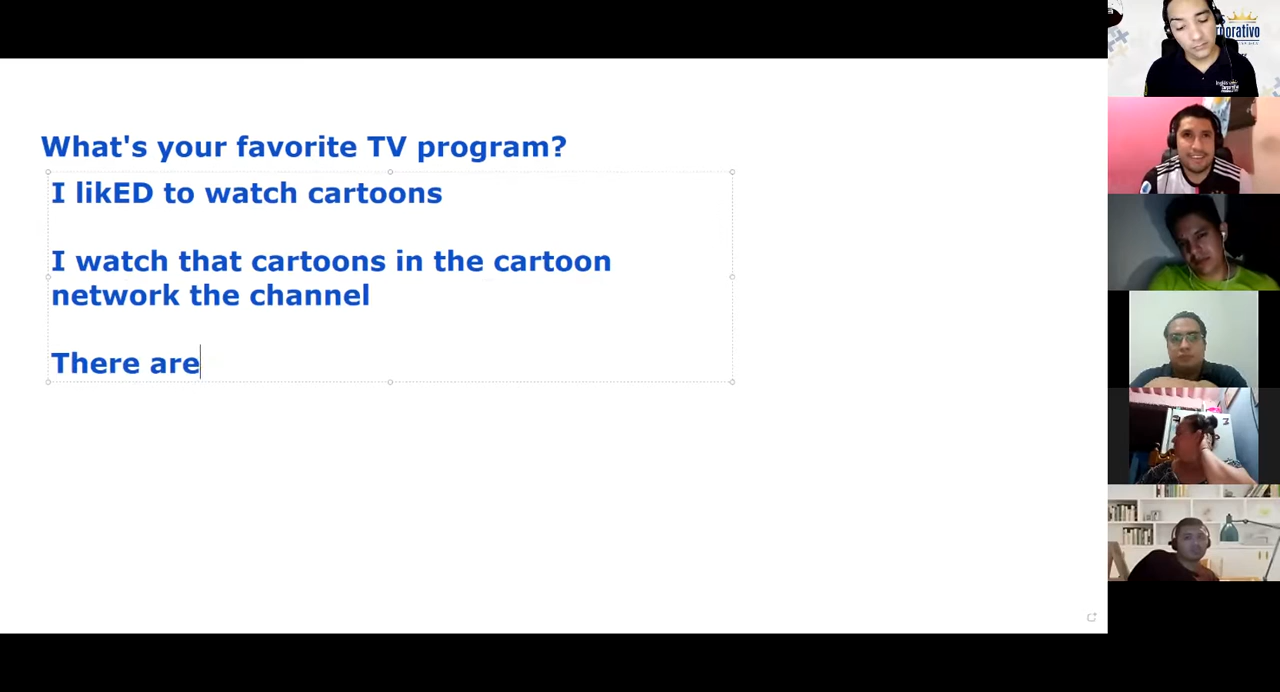 What's your favorite TV program?
I likED to watch cartoons
I watch that cartoons in the cartoon
network the channel
There are